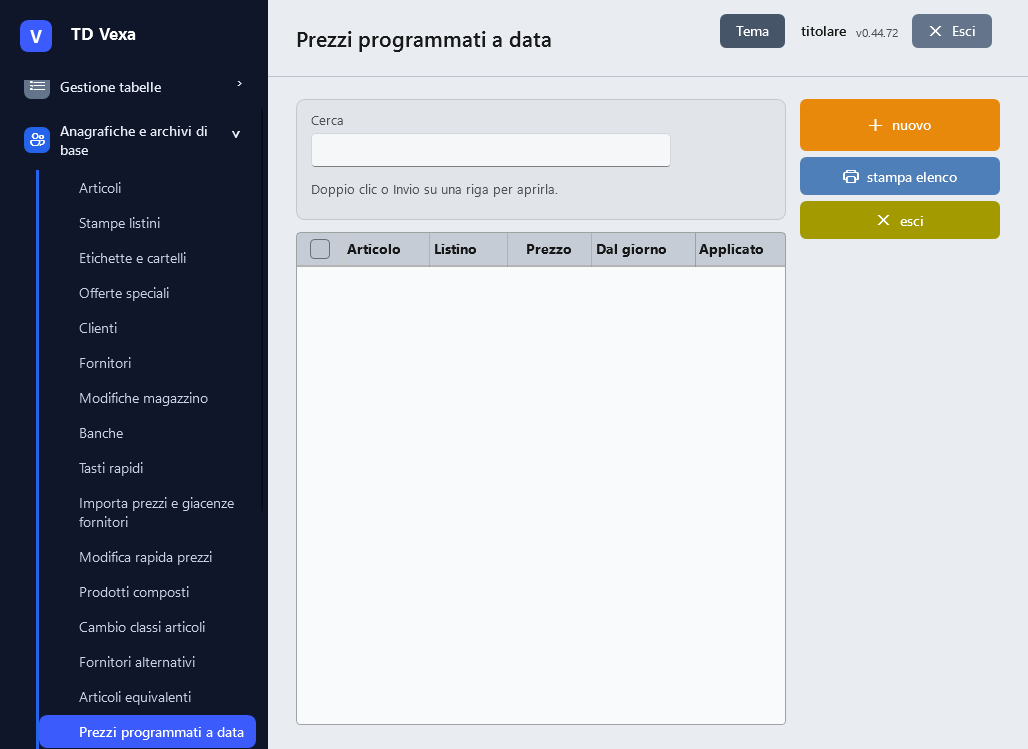 V
TD Vexa
Gestione tabelle
Anagrafiche e archivi di
base
Articoli
Stampe listini
Etichette e cartelli
Offerte speciali
Clienti
Fornitori
Modifiche magazzino
Banche
Tasti rapidi
Importa prezzi e giacenze
fornitori
Modifica rapida prezzi
Prodotti composti
Cambio classi articoli
Fornitori alternativi
Articoli equivalenti
Prezzi programmati a data
Prezzi programmati a data
Tema
titolare
v0.44.72
Esci
Cerca
Doppio clic o Invio su una riga per aprirla.
Articolo
Listino
Prezzo
Dal giorno
Applicato
nuovo
stampa elenco
esci